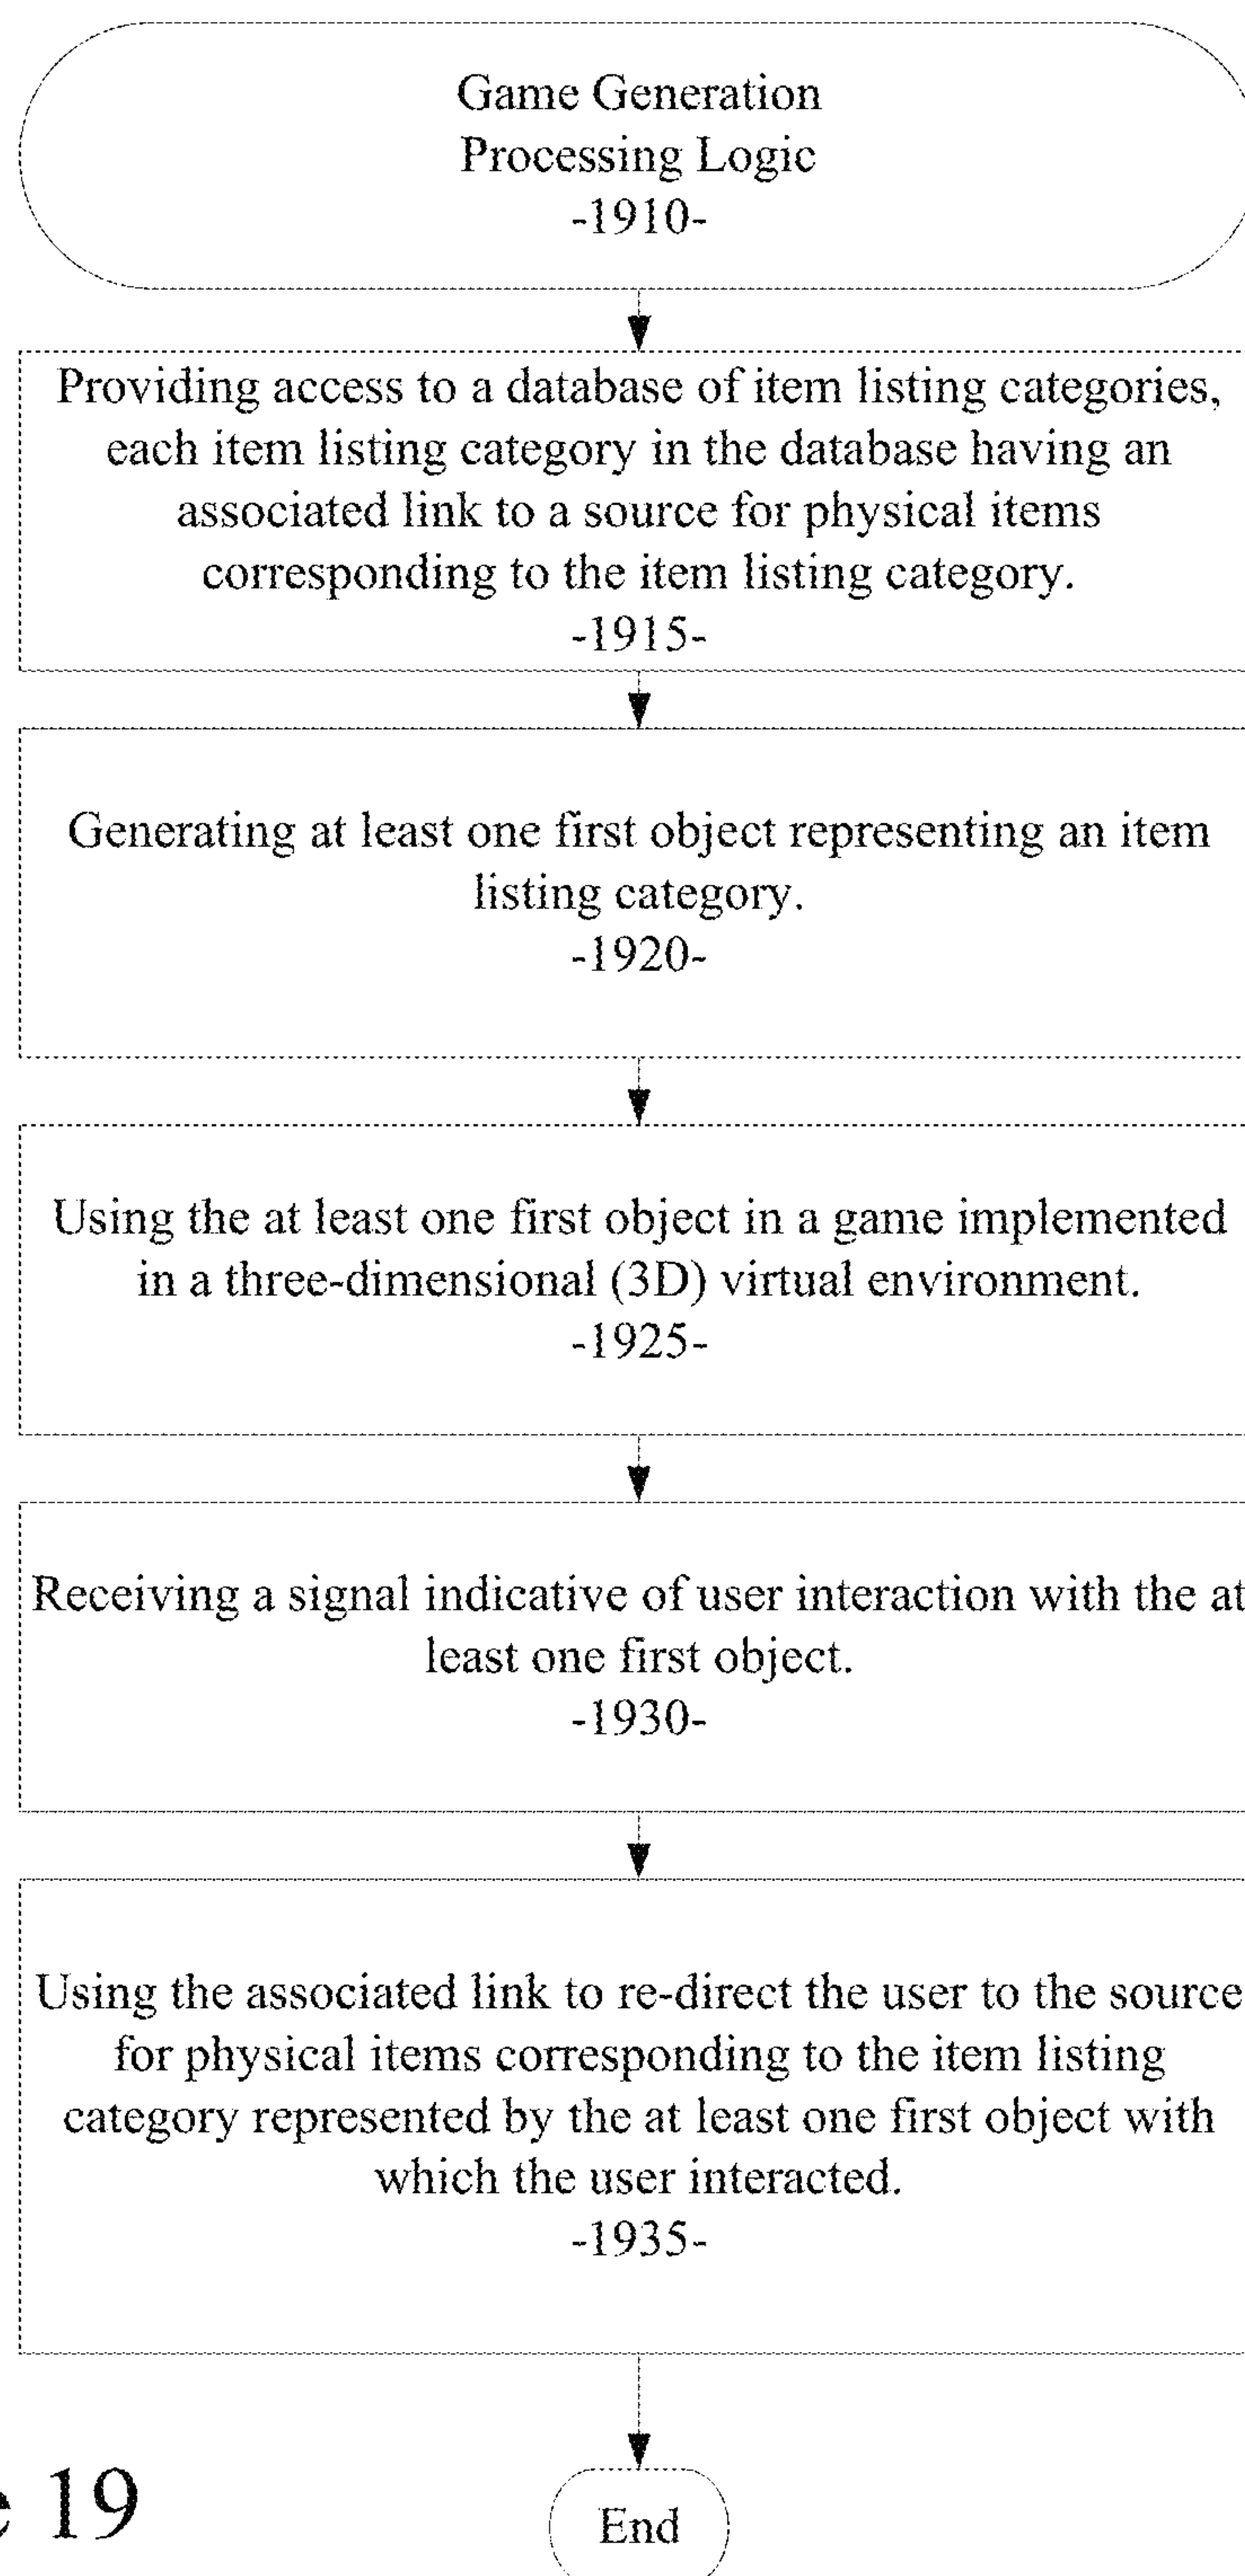 Game Generation
Processing Logic
-1910-
Providing access to a database of item listing categories,
each item listing category in the database having an
associated link to a source for physical items
corresponding to the item listing category.
-1915-
Generating at least one first object representing an item
listing category.
-1920-
Using the at least one first object in a game implemented
in a three-dimensional (3D) virtual environment.
-1925-
Receiving a signal indicative of user interaction with the at
least one first object.
-1930-
Using the associated link to re-direct the user to the source
for physical items corresponding to the item listing
category represented by the at least one first object with
which the user interacted.
-1935-
End
19